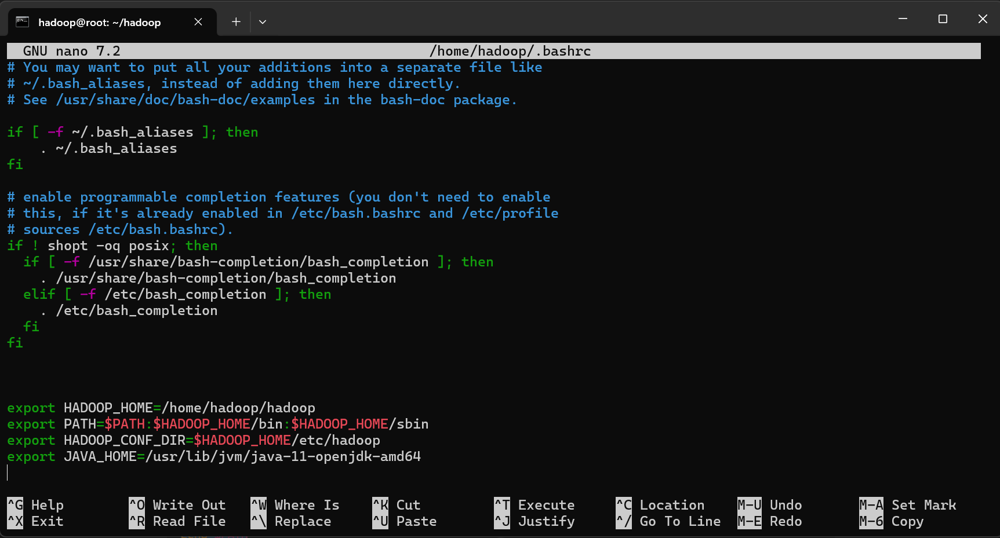 hadoop@root: ~/hadoop
GNU nano 7.2 /home/hadoop/.bashrc
# You may want to put all your additions into a separate file like
# ~/.bash_aliases, instead of adding them here directly.
# See /usr/share/doc/bash-doc/examples in the bash-doc package.
if [ -f ~/.bash_aliases ]; then
    . ~/.bash_aliases
fi
# enable programmable completion features (you don't need to enable
# this, if it's already enabled in /etc/bash.bashrc and /etc/profile
# sources /etc/bash.bashrc).
if ! shopt -oq posix; then
  if [ -f /usr/share/bash-completion/bash_completion ]; then
    . /usr/share/bash-completion/bash_completion
  elif [ -f /etc/bash_completion ]; then
    . /etc/bash_completion
  fi
fi
export HADOOP_HOME=/home/hadoop/hadoop
export PATH=$PATH:$HADOOP_HOME/bin:$HADOOP_HOME/sbin
export HADOOP_CONF_DIR=$HADOOP_HOME/etc/hadoop
export JAVA_HOME=/usr/lib/jvm/java-11-openjdk-amd64
^G Help ^O Write Out ^W Where Is ^K Cut ^T Execute ^C Location M-U Undo M-A Set Mark
^X Exit ^R Read File ^\ Replace ^U Paste ^J Justify ^/ Go To Line M-E Redo M-6 Copy